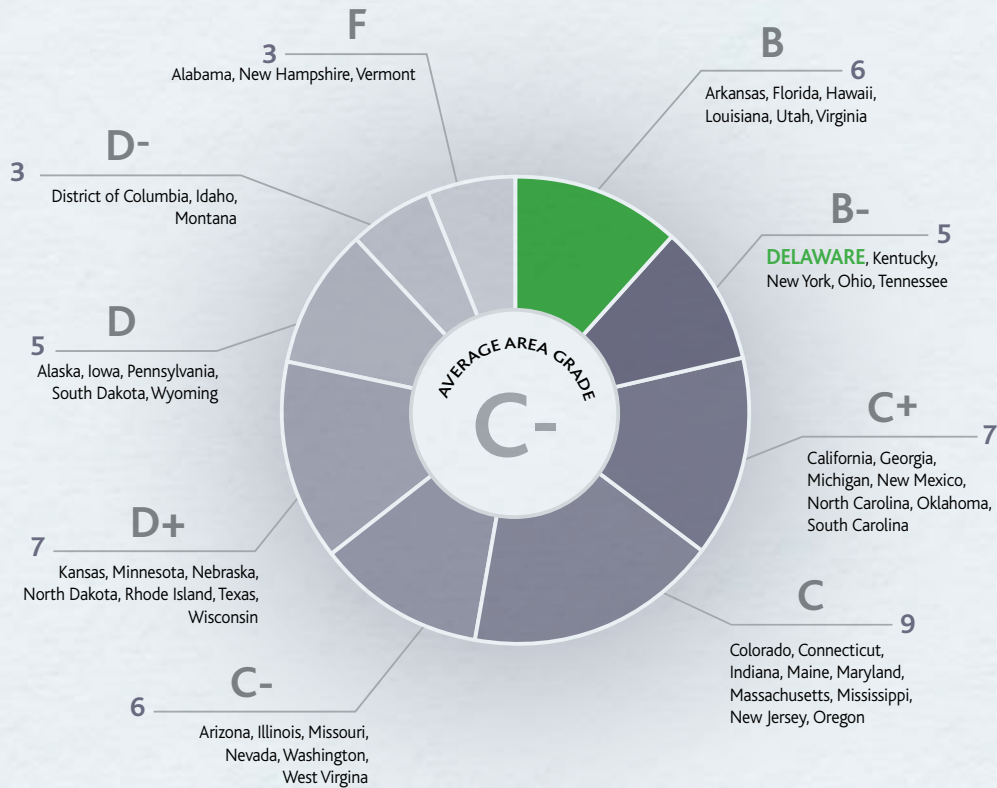 F
3
Alabama, New Hampshire, Vermont
B
6
Arkansas, Florida, Hawaii,
Louisiana, Utah, Virginia
D-
3
District of Columbia, Idaho,
Montana
B-
5
DELAWARE, Kentucky,
New York, Ohio, Tennessee
D
5
Alaska, Iowa, Pennsylvania,
South Dakota, Wyoming
AVERAGE AREA GRADE
C-
C+
7
California, Georgia,
Michigan, New Mexico,
North Carolina, Oklahoma,
South Carolina
D+
7
Kansas, Minnesota, Nebraska,
North Dakota, Rhode Island, Texas,
Wisconsin
C
9
Colorado, Connecticut,
Indiana, Maine, Maryland,
Massachusetts, Mississippi,
New Jersey, Oregon
C-
6
Arizona, Illinois, Missouri,
Nevada, Washington,
West Virgina